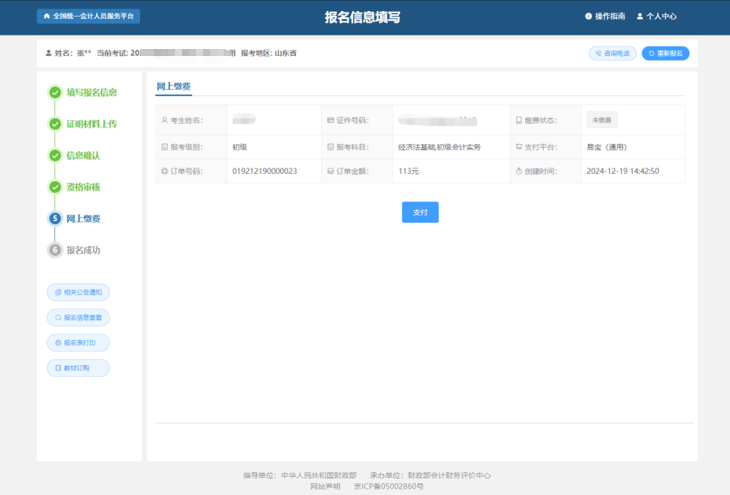 全国统一会计人员服务平台
报名信息填写
操作指南 个人中心
姓名：张** 当前考试: 20 用 报考地区: 山东省
咨询电话 重新报名
填写报名信息
证明材料上传
信息确认
资格审核
5 网上缴费
6 报名成功
相关公告通知
报名信息查看
报名表打印
教材订购
网上缴费
考生姓名： 证件号码： 缴费状态： 未缴费
报考级别： 初级 报考科目： 经济法基础,初级会计实务 支付平台： 易宝（通用）
订单号码： 019212190000023 订单金额： 113元 创建时间： 2024-12-19 14:42:50
支付
指导单位：中华人民共和国财政部 承办单位：财政部会计财务评价中心
网站声明 京ICP备05002860号